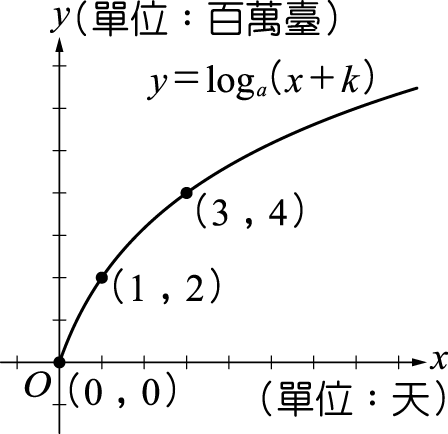 y(單位：百萬臺)
y=logₐ(x+k)
(3，4)
(1，2)
x
O (0，0)
(單位：天)